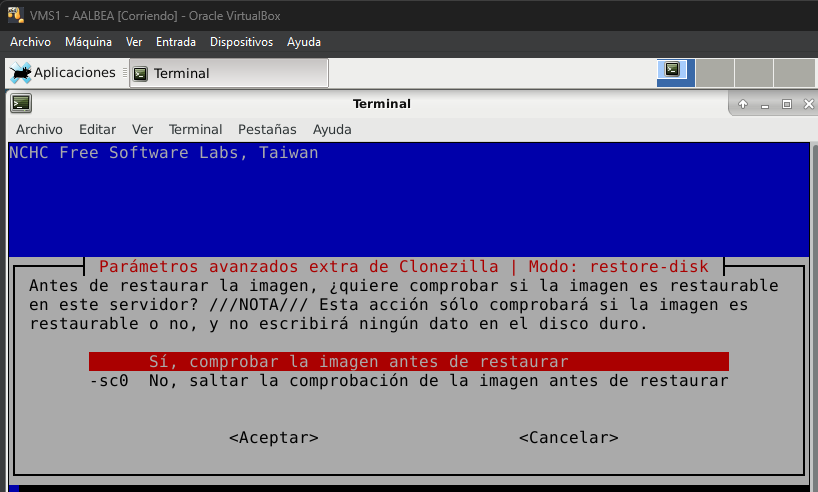 VMS1 - AALBEA [Corriendo] - Oracle VirtualBox
Archivo Máquina Ver Entrada Dispositivos Ayuda
Aplicaciones Terminal
Terminal
Archivo Editar Ver Terminal Pestañas Ayuda
NCHC Free Software Labs, Taiwan
Parámetros avanzados extra de Clonezilla | Modo: restore-disk
Antes de restaurar la imagen, ¿quiere comprobar si la imagen es restaurable
en este servidor? ///NOTA/// Esta acción sólo comprobará si la imagen es
restaurable o no, y no escribirá ningún dato en el disco duro.
Sí, comprobar la imagen antes de restaurar
-sc0 No, saltar la comprobación de la imagen antes de restaurar
<Aceptar> <Cancelar>